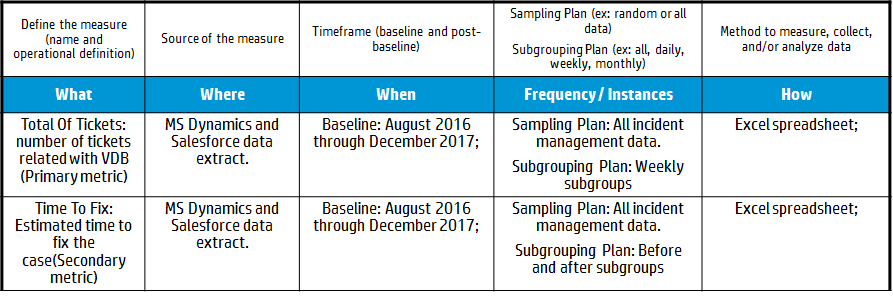 Define the measure
(name and
operational definition)
Source of the measure
Timeframe (baseline and post-
baseline)
Sampling Plan (ex: random or all
data)
Subgrouping Plan (ex: all, daily,
weekly, monthly)
Method to measure, collect,
and/or analyze data
What
Where
When
Frequency / Instances
How
Total Of Tickets:
number of tickets
related with VDB
(Primary metric)
MS Dynamics and
Salesforce data
extract.
Baseline: August 2016
through December 2017;
Sampling Plan: All incident
management data.
Subgrouping Plan: Weekly
subgroups
Excel spreadsheet;
Time To Fix:
Estimated time to
fix the
case(Secondary
metric)
MS Dynamics and
Salesforce data
extract.
Baseline: August 2016
through December 2017;
Sampling Plan: All incident
management data.
Subgrouping Plan: Before
and after subgroups
Excel spreadsheet;